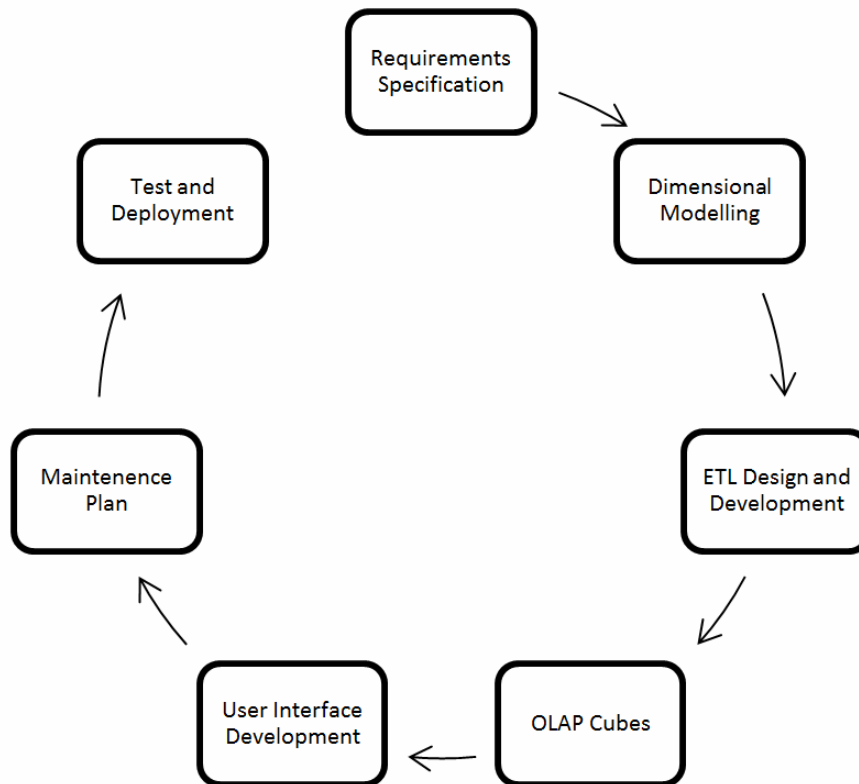 Requirements
Specification
Dimensional
Modelling
ETL Design and
Development
OLAP Cubes
User Interface
Development
Maintenence
Plan
Test and
Deployment